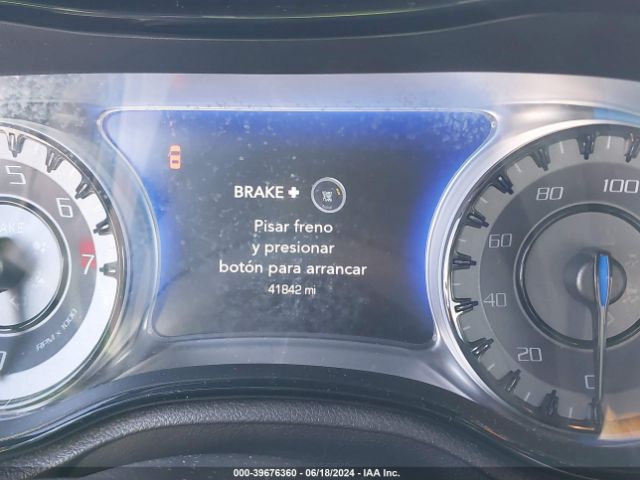 BRAKE +
Pisar freno
y presionar
botón para arrancar
41842 mi
5
6
7
RPM x 1000
20
40
60
80
100
000-39676360 / 06/18/2024 - IAA Inc.